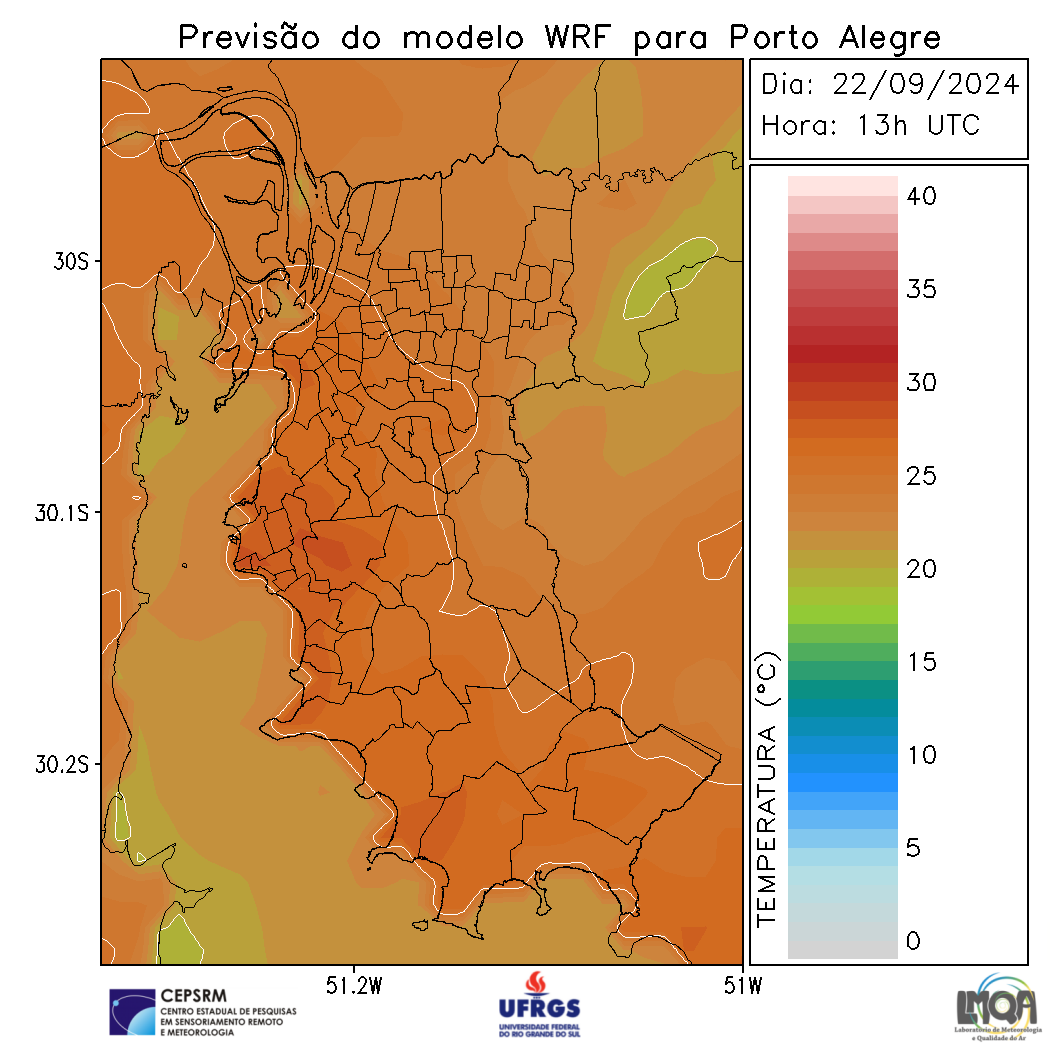 Previsão do modelo WRF para Porto Alegre
Dia: 22/09/2024
Hora: 13h UTC
40
35
30
25
20
15
10
5
0
TEMPERATURA (°C)
30S
30.1S
30.2S
51.2W
51W
CEPSRM
CENTRO ESTADUAL DE PESQUISAS
EM SENSORIAMENTO REMOTO
E METEOROLOGIA
UFRGS
UNIVERSIDADE FEDERAL
DO RIO GRANDE DO SUL
LMQA
Laboratório de Meteorologia
e Qualidade do Ar